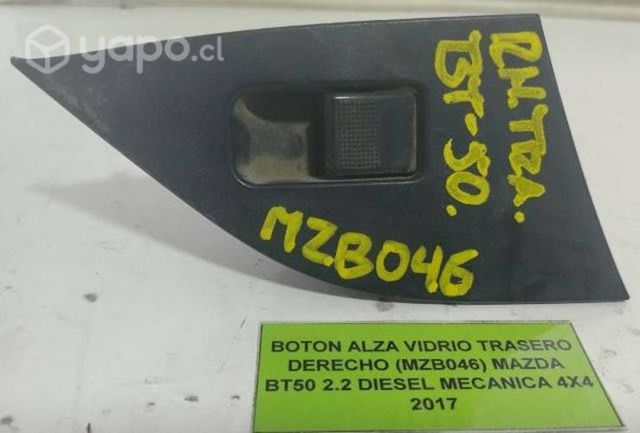 yapo.cl
RH.TRA.
BT-50.
MZB046
BOTON ALZA VIDRIO TRASERO
DERECHO (MZB046) MAZDA
BT50 2.2 DIESEL MECANICA 4X4
2017